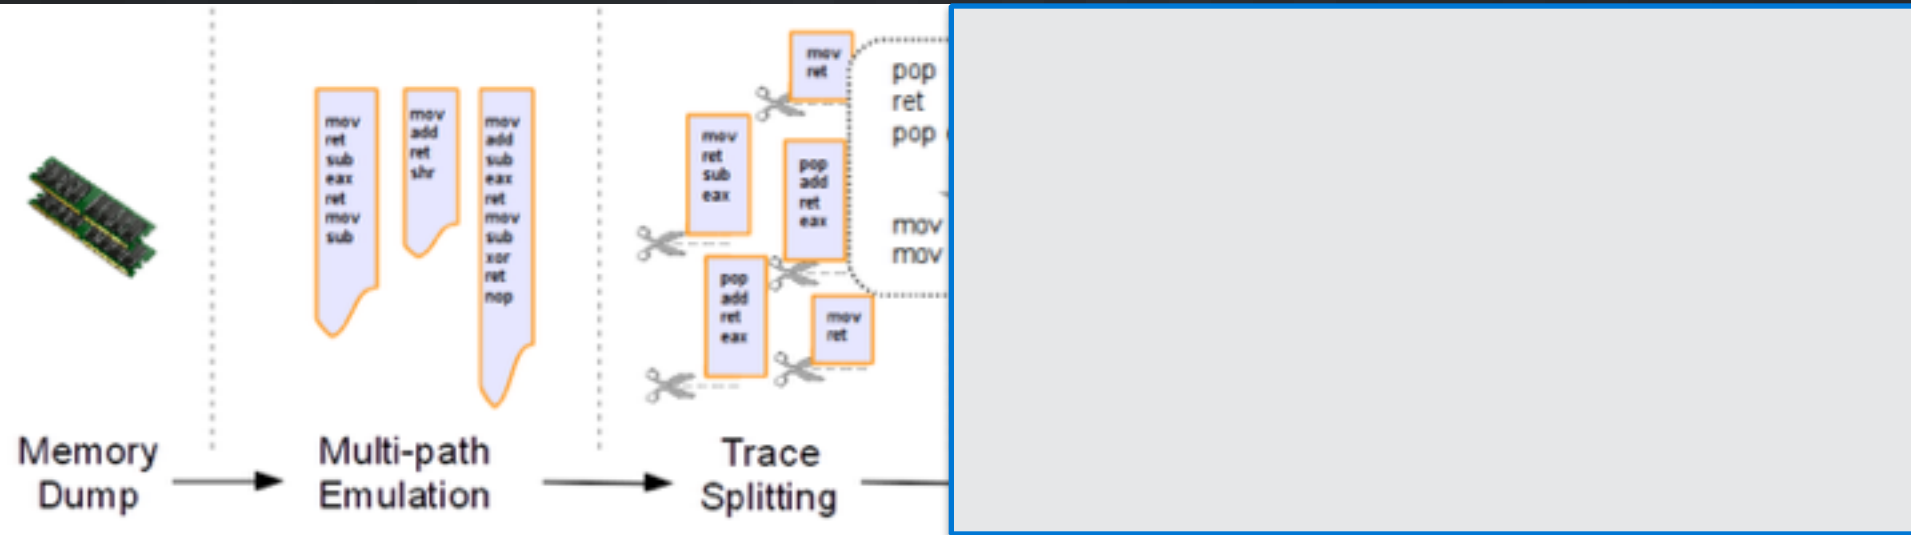 mov
ret
sub
eax
ret
mov
sub
mov
add
ret
shr
mov
add
sub
eax
ret
mov
sub
xor
ret
nop
mov
ret
mov
ret
sub
eax
pop
add
ret
eax
pop
add
ret
eax
mov
ret
pop
ret
pop
mov
mov
Memory
Dump
Multi-path
Emulation
Trace
Splitting